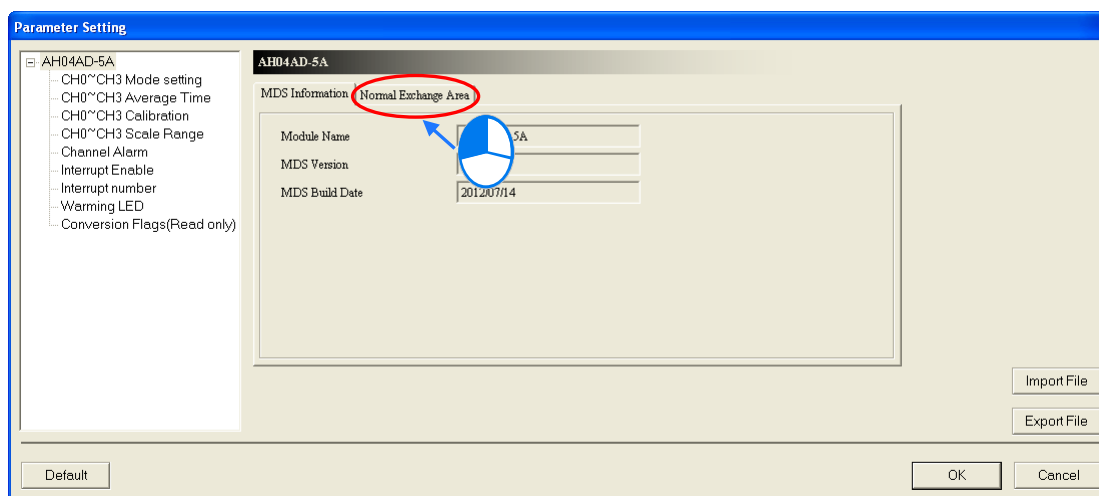 Parameter Setting
AH04AD-5A
CH0~CH3 Mode setting
CH0~CH3 Average Time
CH0~CH3 Calibration
CH0~CH3 Scale Range
Channel Alarm
Interrupt Enable
Interrupt number
Warming LED
Conversion Flags(Read only)
AH04AD-5A
MDS Information
Normal Exchange Area
Module Name
5A
MDS Version
MDS Build Date
2012/07/14
Import File
Export File
Default
OK
Cancel